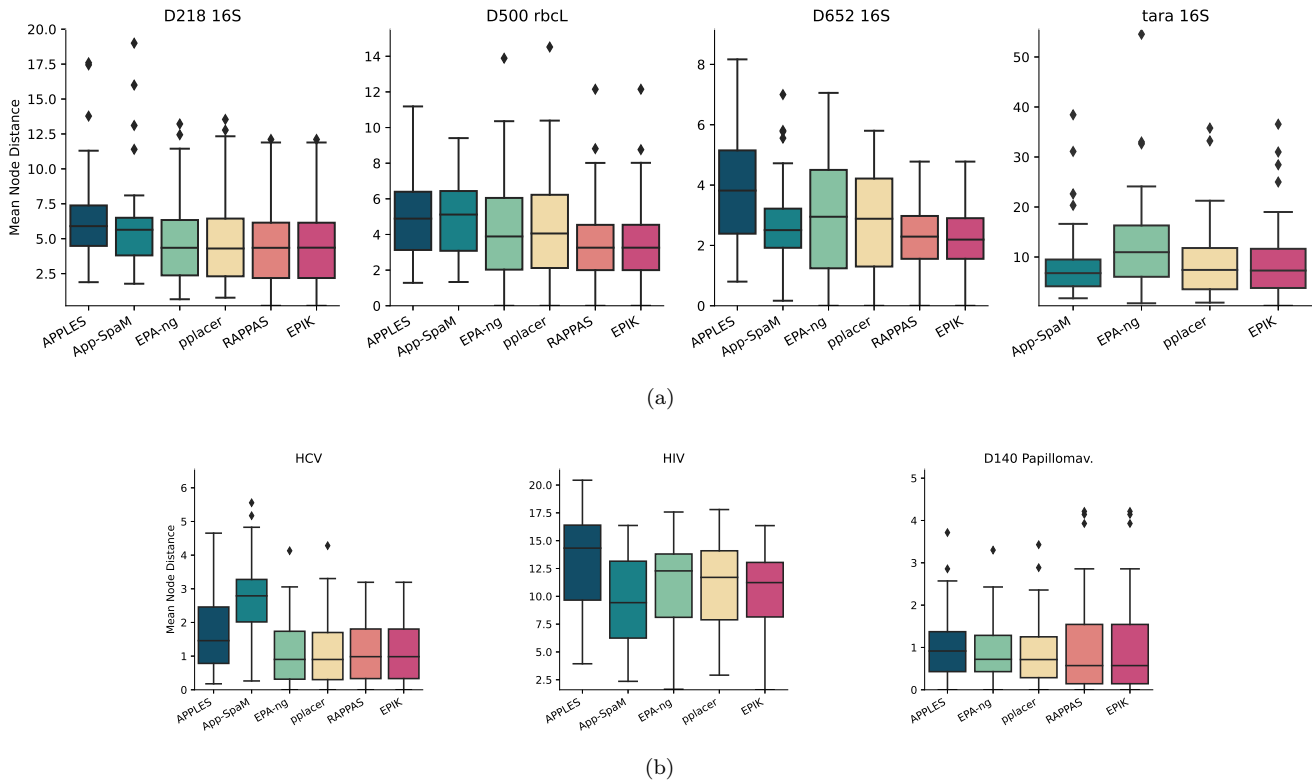 D218 16S
D500 rbcL
D652 16S
tara 16S
Mean Node Distance
20.0
17.5
15.0
12.5
10.0
7.5
5.0
2.5
APPLES
App-SpaM
EPA-ng
pplacer
RAPPAS
EPIK
14
12
10
8
6
4
2
0
APPLES
App-SpaM
EPA-ng
pplacer
RAPPAS
EPIK
8
6
4
2
0
APPLES
App-SpaM
EPA-ng
pplacer
RAPPAS
EPIK
50
40
30
20
10
App-SpaM
EPA-ng
pplacer
EPIK
(a)
HCV
HIV
D140 Papillomav.
Mean Node Distance
6
5
4
3
2
1
0
APPLES
App-SpaM
EPA-ng
pplacer
RAPPAS
EPIK
20.0
17.5
15.0
12.5
10.0
7.5
5.0
2.5
APPLES
App-SpaM
EPA-ng
pplacer
EPIK
5
4
3
2
1
0
APPLES
EPA-ng
pplacer
RAPPAS
EPIK
(b)